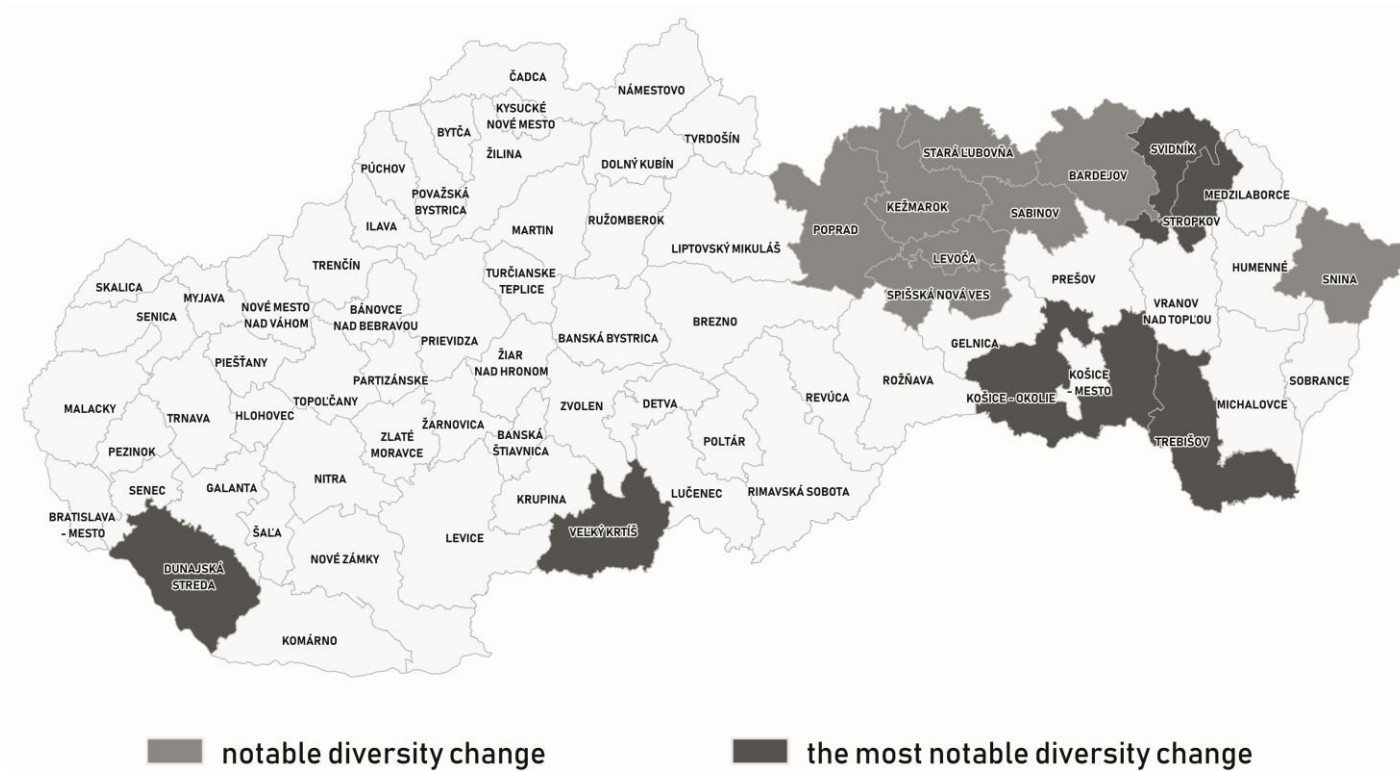 ČADCA
NÁMESTOVO
KYSUCKÉ
NOVÉ MESTO
BYTČA
TVRDOŠÍN
ŽILINA
DOLNÝ KUBÍN
STARÁ ĽUBOVŇA
SVIDNÍK
PÚCHOV
POVAŽSKÁ
BYSTRICA
BARDEJOV
MEDZILABORCE
KEŽMAROK
SABINOV
RUŽOMBEROK
STROPKOV
ILAVA
MARTIN
POPRAD
LIPTOVSKÝ MIKULÁŠ
LEVOČA
TRENČÍN
TURČIANSKE
TEPLICE
HUMENNÉ
PREŠOV
SNINA
SKALICA
SPIŠSKÁ NOVÁ VES
MYJAVA
NOVÉ MESTO
NAD VÁHOM
BÁNOVCE
NAD BEBRAVOU
VRANOV
NAD TOPĽOU
SENICA
BREZNO
PRIEVIDZA
BANSKÁ BYSTRICA
GELNICA
ŽIAR
NAD HRONOM
PIEŠŤANY
PARTIZÁNSKE
ROŽŇAVA
KOŠICE
– MESTO
SOBRANCE
KOŠICE – OKOLIE
REVÚCA
TOPOĽČANY
MALACKY
TRNAVA
HLOHOVEC
ZVOLEN
DETVA
MICHALOVCE
ŽARNOVICA
ZLATÉ
MORAVCE
BANSKÁ
ŠTIAVNICA
POLTÁR
TREBIŠOV
PEZINOK
NITRA
SENEC
GALANTA
KRUPINA
LUČENEC
RIMAVSKÁ SOBOTA
BRATISLAVA
– MESTO
ŠAĽA
LEVICE
VEĽKÝ KRTÍŠ
NOVÉ ZÁMKY
DUNAJSKÁ
STREDA
KOMÁRNO
notable diversity change
the most notable diversity change